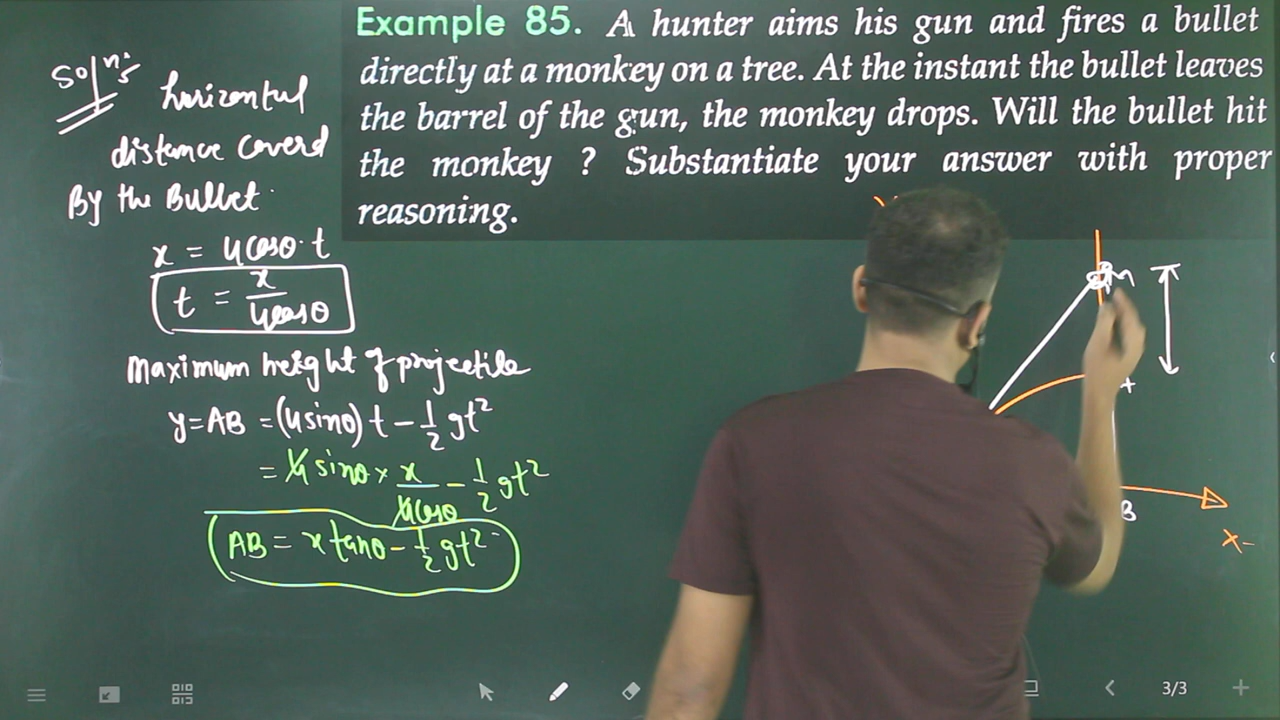 Example 85. A hunter aims his gun and fires a bullet
directly at a monkey on a tree. At the instant the bullet leaves
the barrel of the gun, the monkey drops. Will the bullet hit
the monkey ? Substantiate your answer with proper
reasoning.
Solⁿs:
horizontal
distance coverd
By the Bullet.
x = u cosθ · t
t = x / u cosθ
Maximum height of projectile
y = AB = (u sinθ) t − 1/2 gt²
= u sinθ × x / u cosθ − 1/2 gt²
AB = x tanθ − 1/2 gt²
M
B
X-
3/3